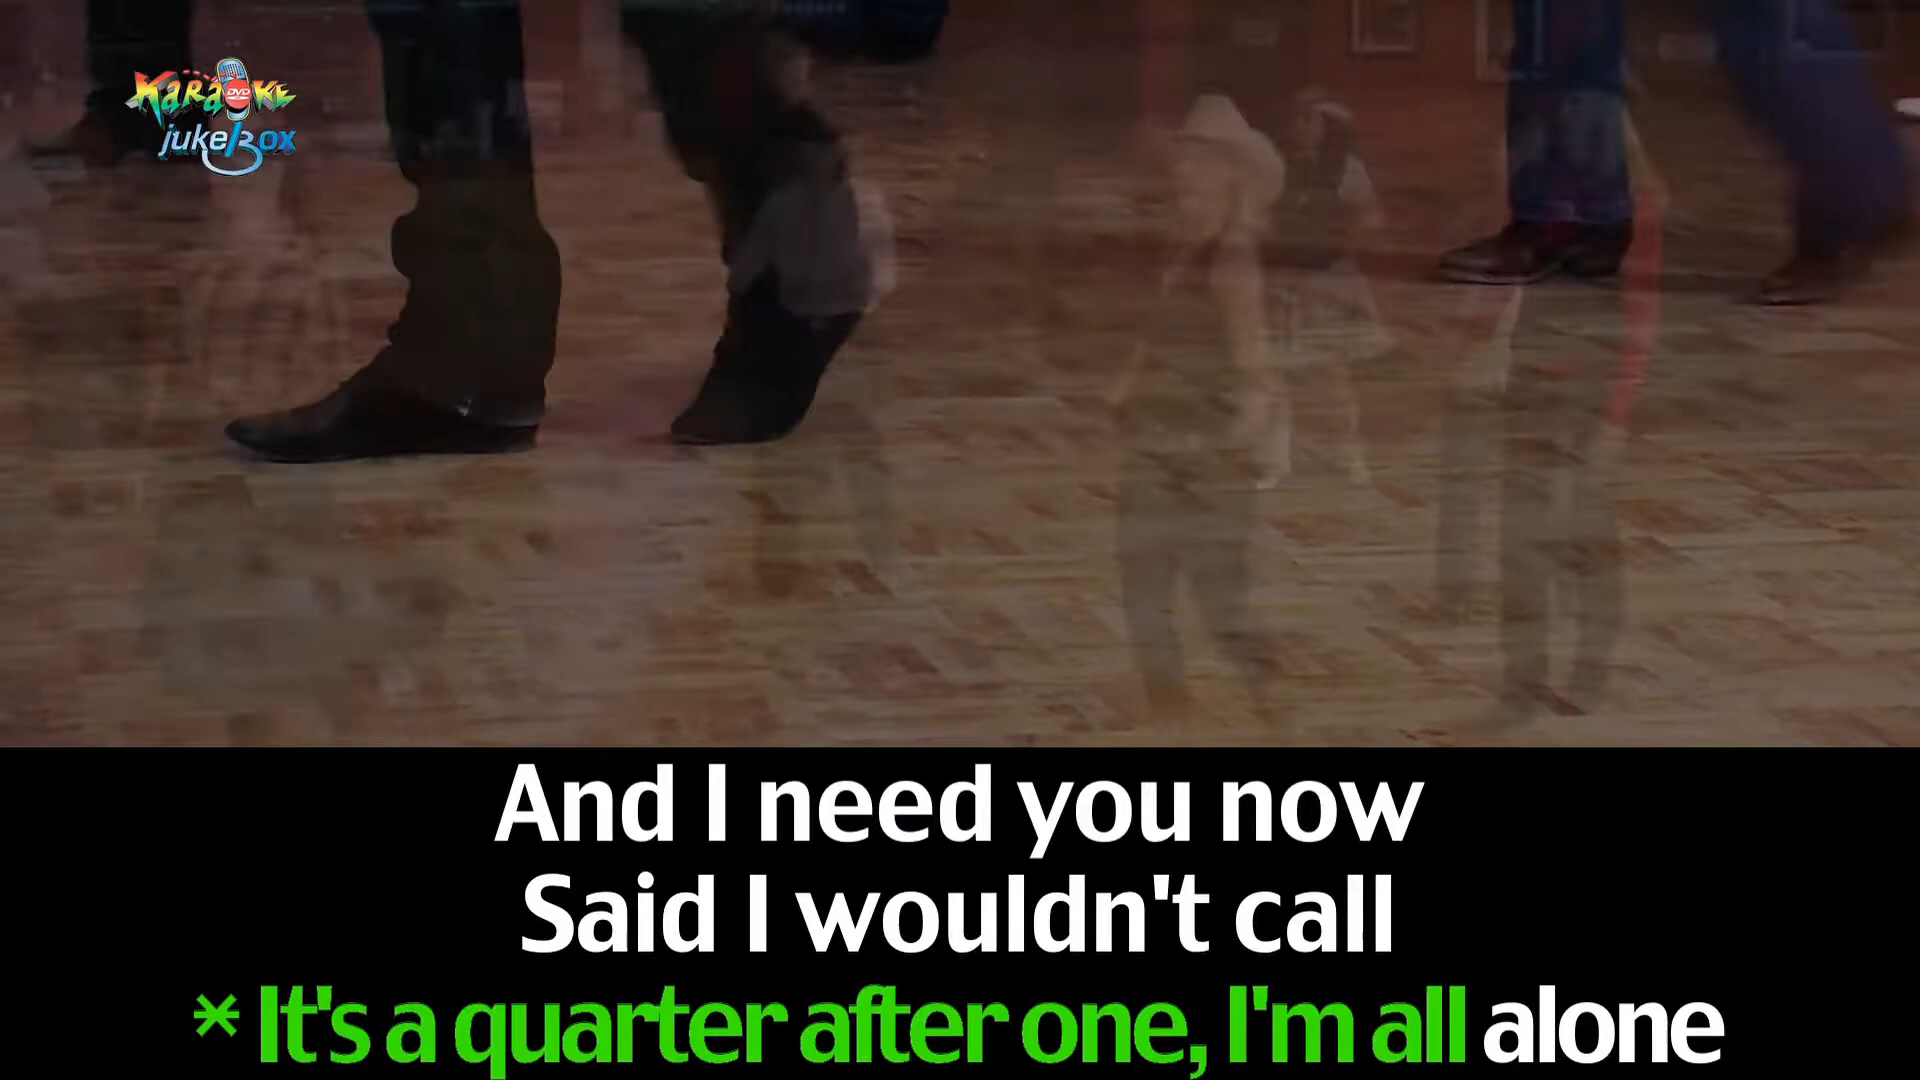 KaraOKE
DVD
jukeBox
And I need you now
Said I wouldn't call
* It's a quarter after one, I'm all alone